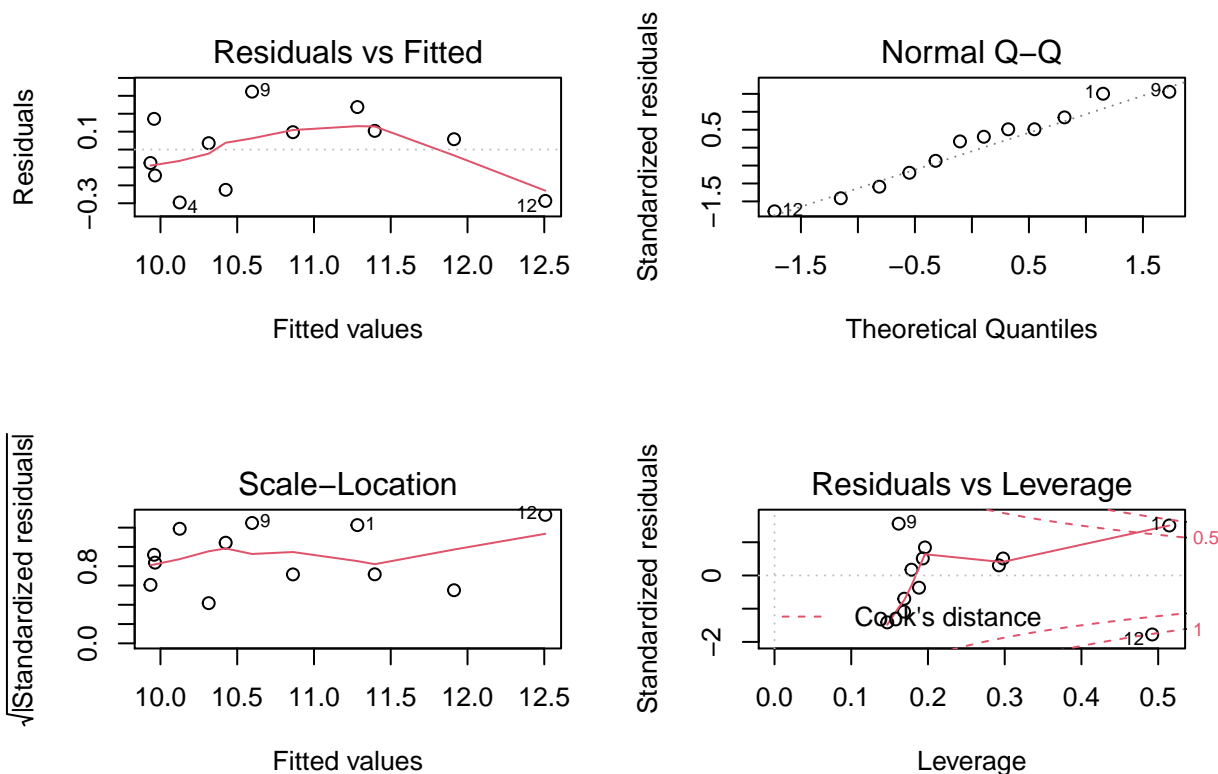 Residuals vs Fitted
Residuals
0.1
−0.3
9
4
12
10.0 10.5 11.0 11.5 12.0 12.5
Fitted values
Normal Q−Q
Standardized residuals
0.5
−1.5
1
9
12
−1.5 −0.5 0.5 1.5
Theoretical Quantiles
Scale−Location
√|Standardized residuals|
0.8
0.0
9
1
12
10.0 10.5 11.0 11.5 12.0 12.5
Fitted values
Residuals vs Leverage
Standardized residuals
0
−2
9
1
0.5
Cook's distance
1
12
0.0 0.1 0.2 0.3 0.4 0.5
Leverage